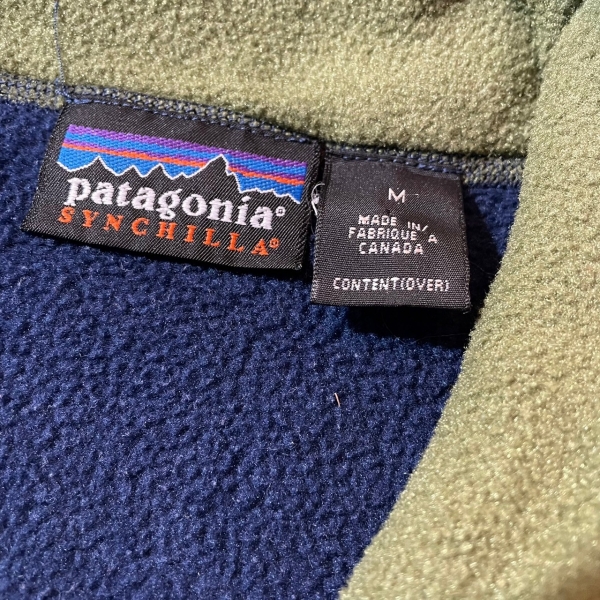 patagonia®
SYNCHILLA®
M
MADE IN/
FABRIQUE A
CANADA
CONTENT(OVER)